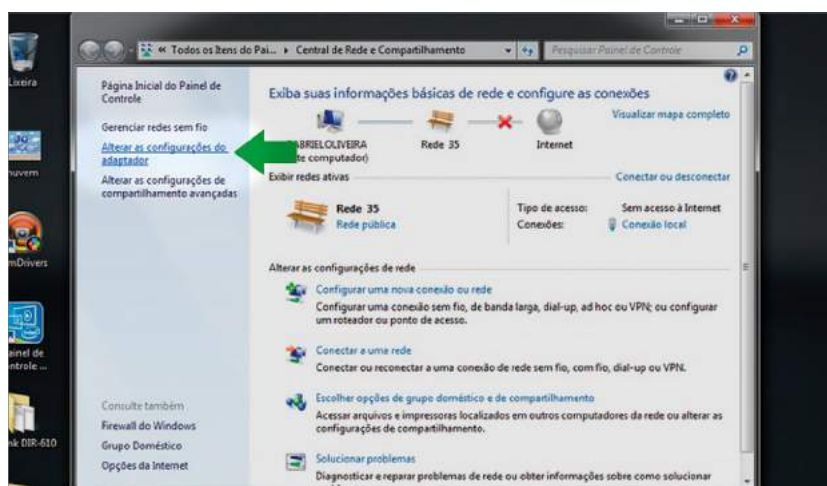 « Todos os Itens do Pai... ▸ Central de Rede e Compartilhamento
Pesquisar Painel de Controle
Lixeira
nuvem
mDrivers
ainel de
ntrole ...
nk DIR-610
Página Inicial do Painel de
Controle
Gerenciar redes sem fio
Alterar as configurações do
adaptador
Alterar as configurações de
compartilhamento avançadas
Consulte também
Firewall do Windows
Grupo Doméstico
Opções da Internet
Exiba suas informações básicas de rede e configure as conexões
Visualizar mapa completo
ABRIELOLIVEIRA
te computador)
Rede 35
Internet
Exibir redes ativas
Conectar ou desconectar
Rede 35
Rede pública
Tipo de acesso: Sem acesso à Internet
Conexões: Conexão local
Alterar as configurações de rede
Configurar uma nova conexão ou rede
Configurar uma conexão sem fio, de banda larga, dial-up, ad hoc ou VPN; ou configurar
um roteador ou ponto de acesso.
Conectar a uma rede
Conectar ou reconectar a uma conexão de rede sem fio, com fio, dial-up ou VPN.
Escolher opções de grupo doméstico e de compartilhamento
Acessar arquivos e impressoras localizados em outros computadores da rede ou alterar as
configurações de compartilhamento.
Solucionar problemas
Diagnosticar e reparar problemas de rede ou obter informações sobre como solucionar